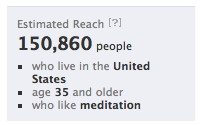 Estimated Reach [?]
150,860 people
▪ who live in the United
States
▪ age 35 and older
▪ who like meditation